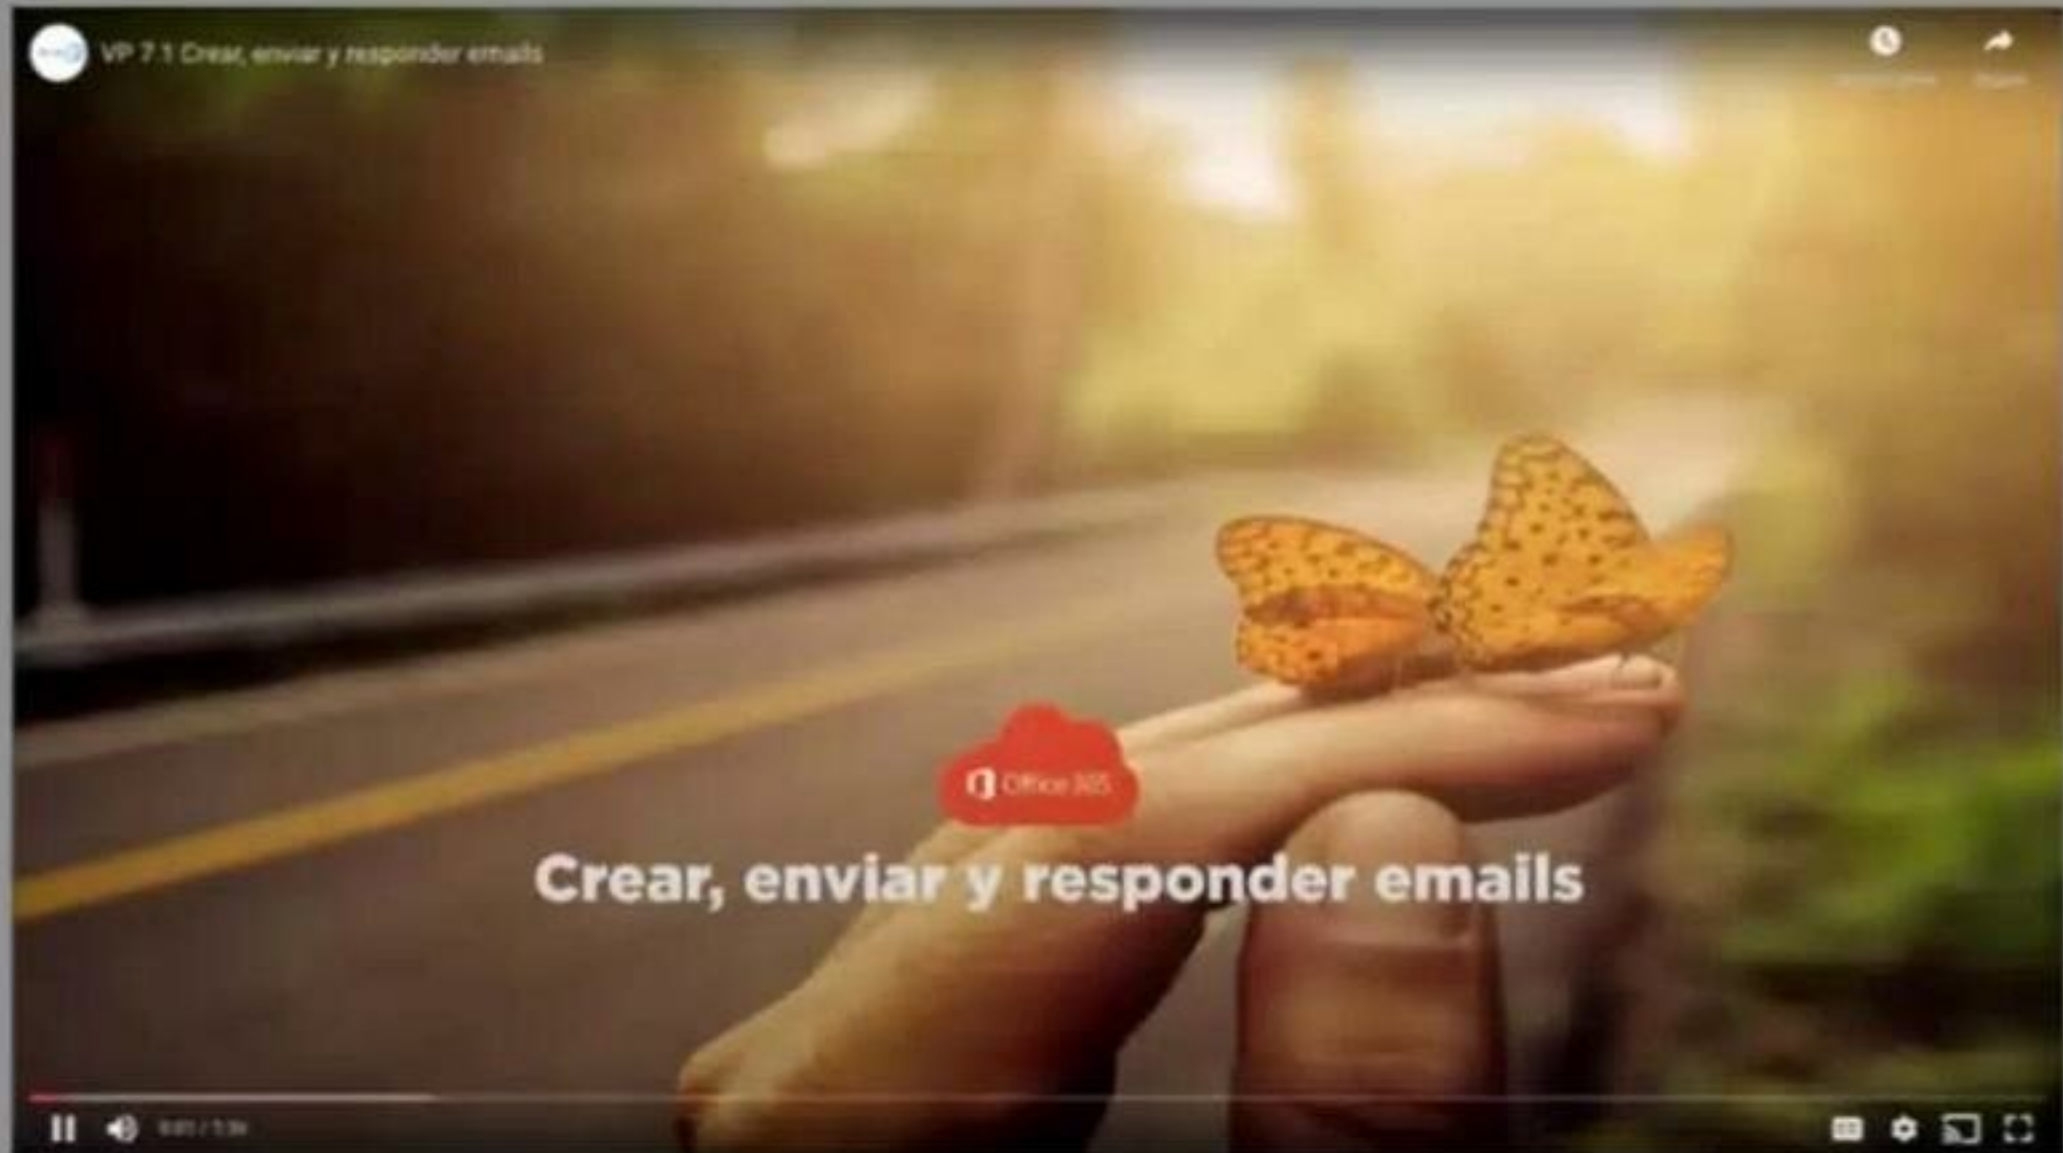 VP 7.1 Crear, enviar y responder emails
Office 365
Crear, enviar y responder emails